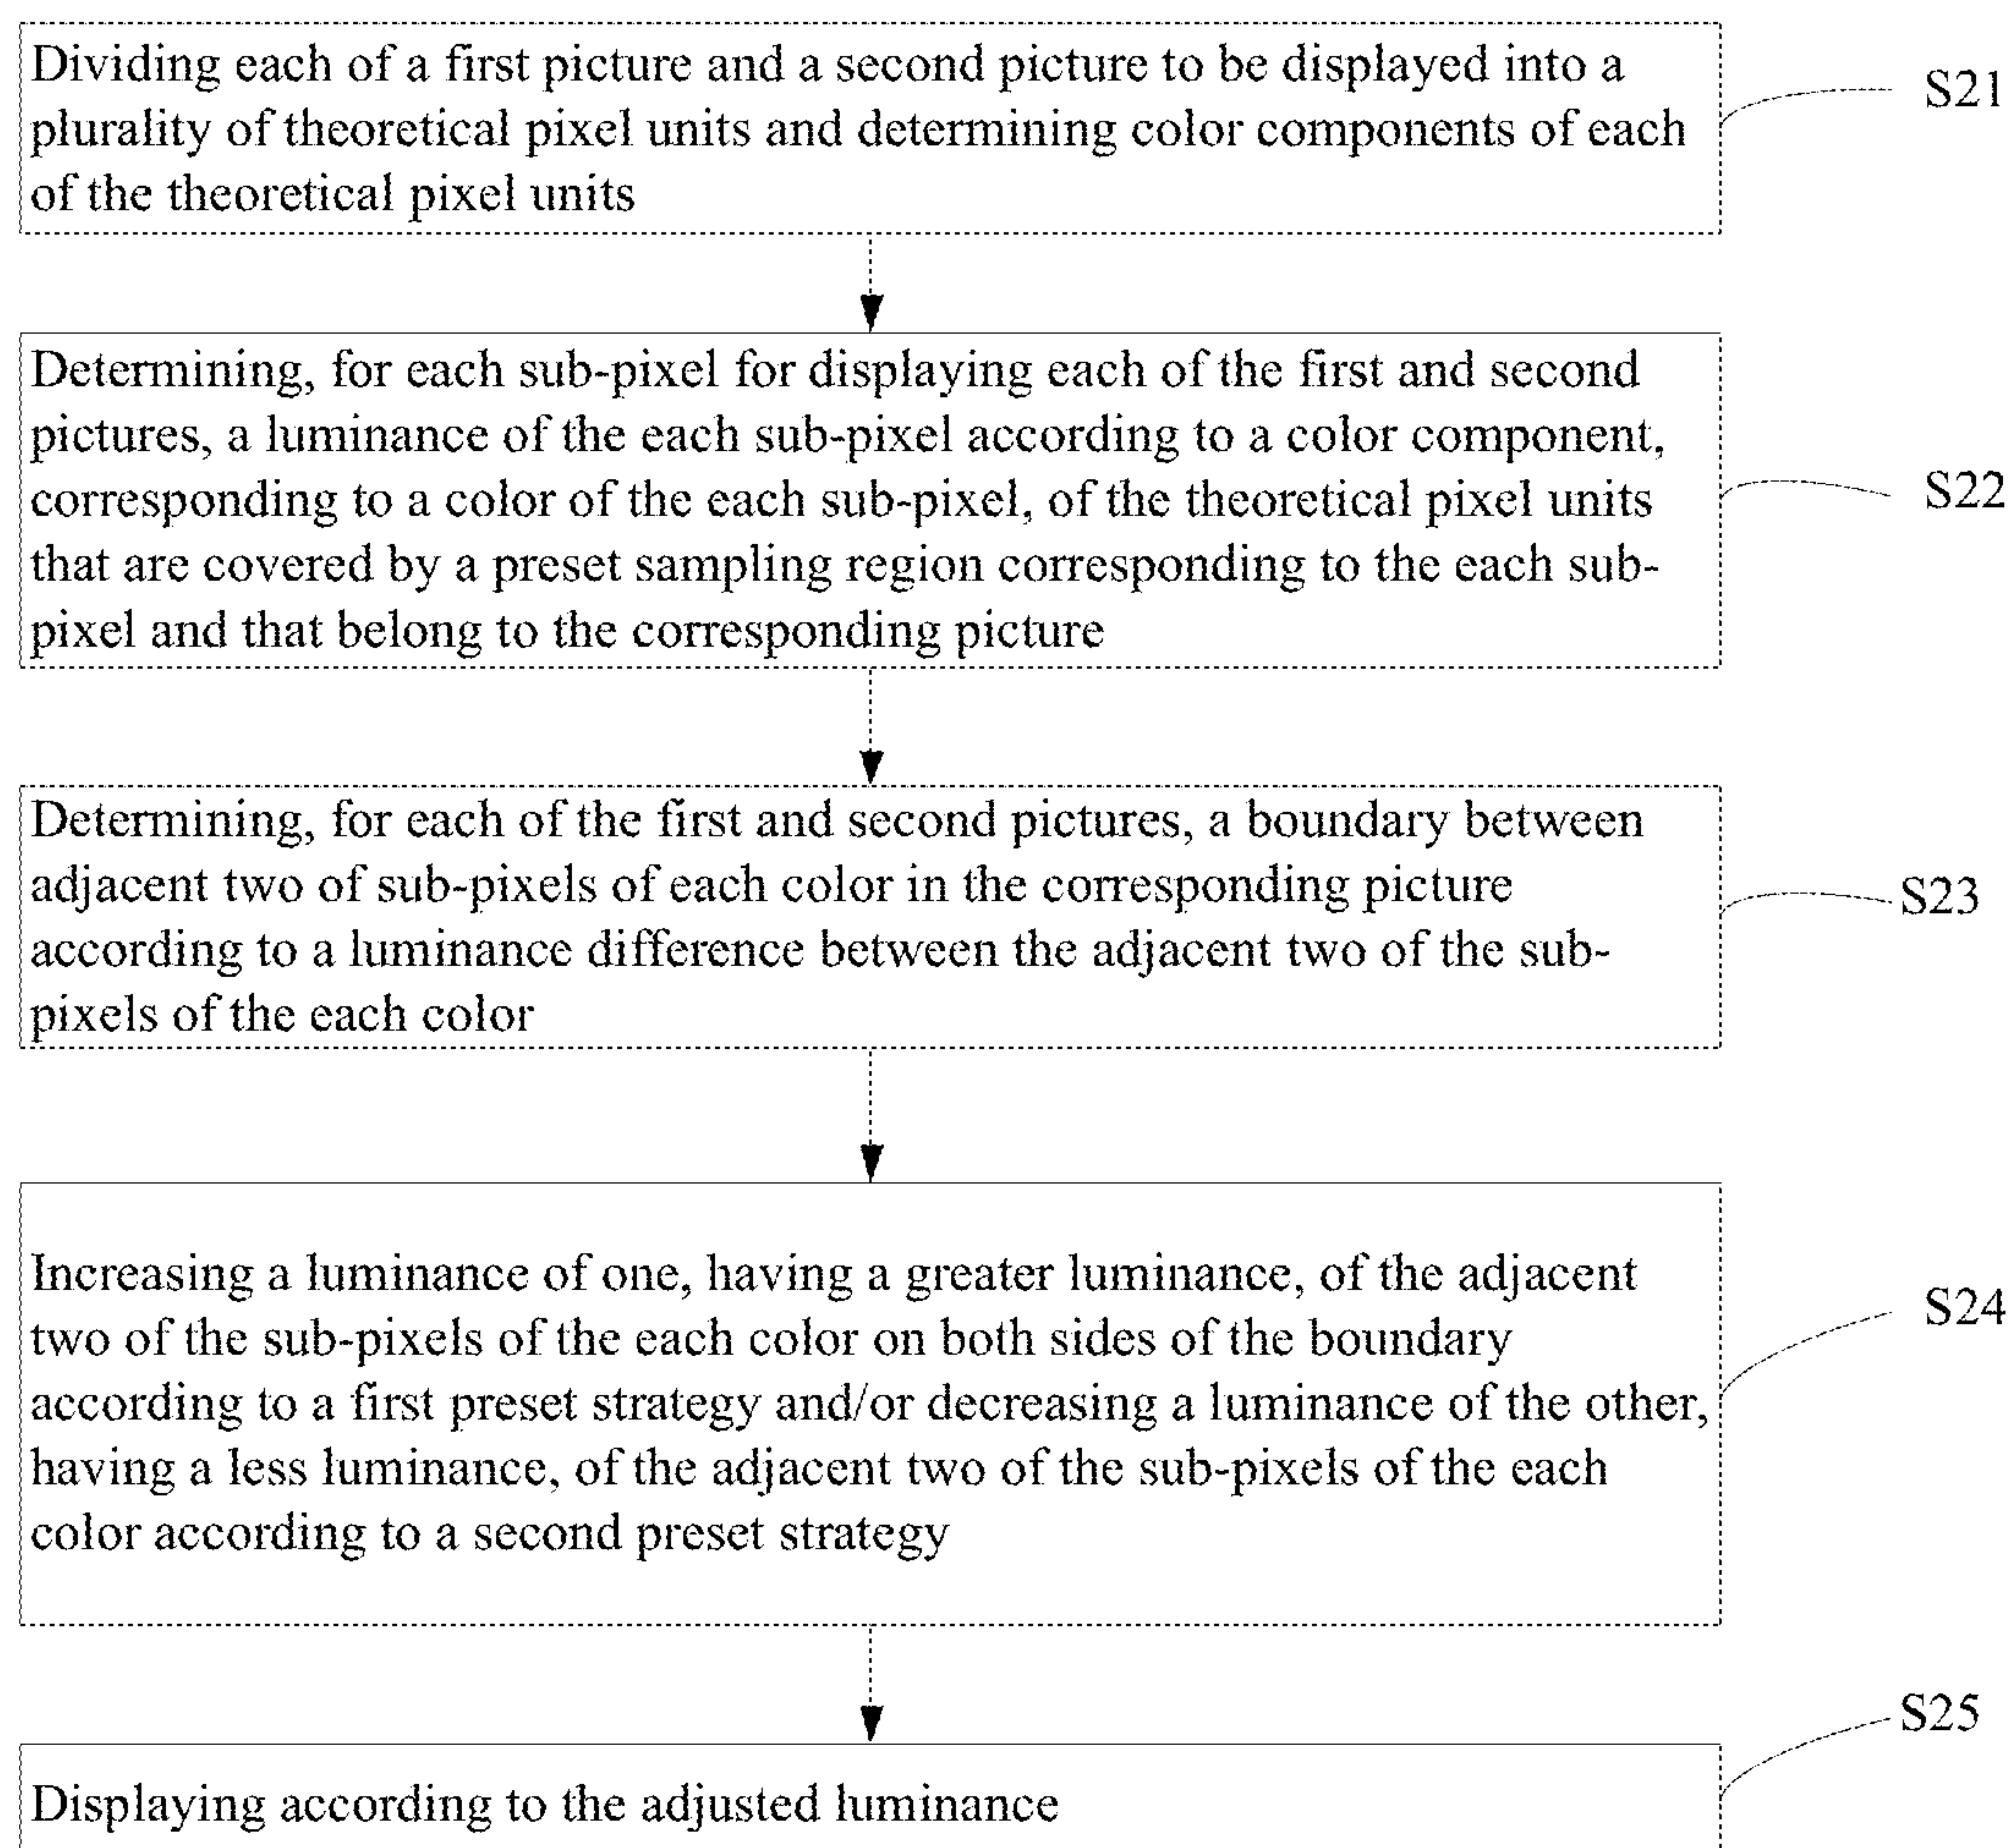 Dividing each of a first picture and a second picture to be displayed into a
plurality of theoretical pixel units and determining color components of each
of the theoretical pixel units
S21
Determining, for each sub-pixel for displaying each of the first and second
pictures, a luminance of the each sub-pixel according to a color component,
corresponding to a color of the each sub-pixel, of the theoretical pixel units
that are covered by a preset sampling region corresponding to the each sub-
pixel and that belong to the corresponding picture
S22
Determining, for each of the first and second pictures, a boundary between
adjacent two of sub-pixels of each color in the corresponding picture
according to a luminance difference between the adjacent two of the sub-
pixels of the each color
S23
Increasing a luminance of one, having a greater luminance, of the adjacent
two of the sub-pixels of the each color on both sides of the boundary
according to a first preset strategy and/or decreasing a luminance of the other,
having a less luminance, of the adjacent two of the sub-pixels of the each
color according to a second preset strategy
S24
Displaying according to the adjusted luminance
S25